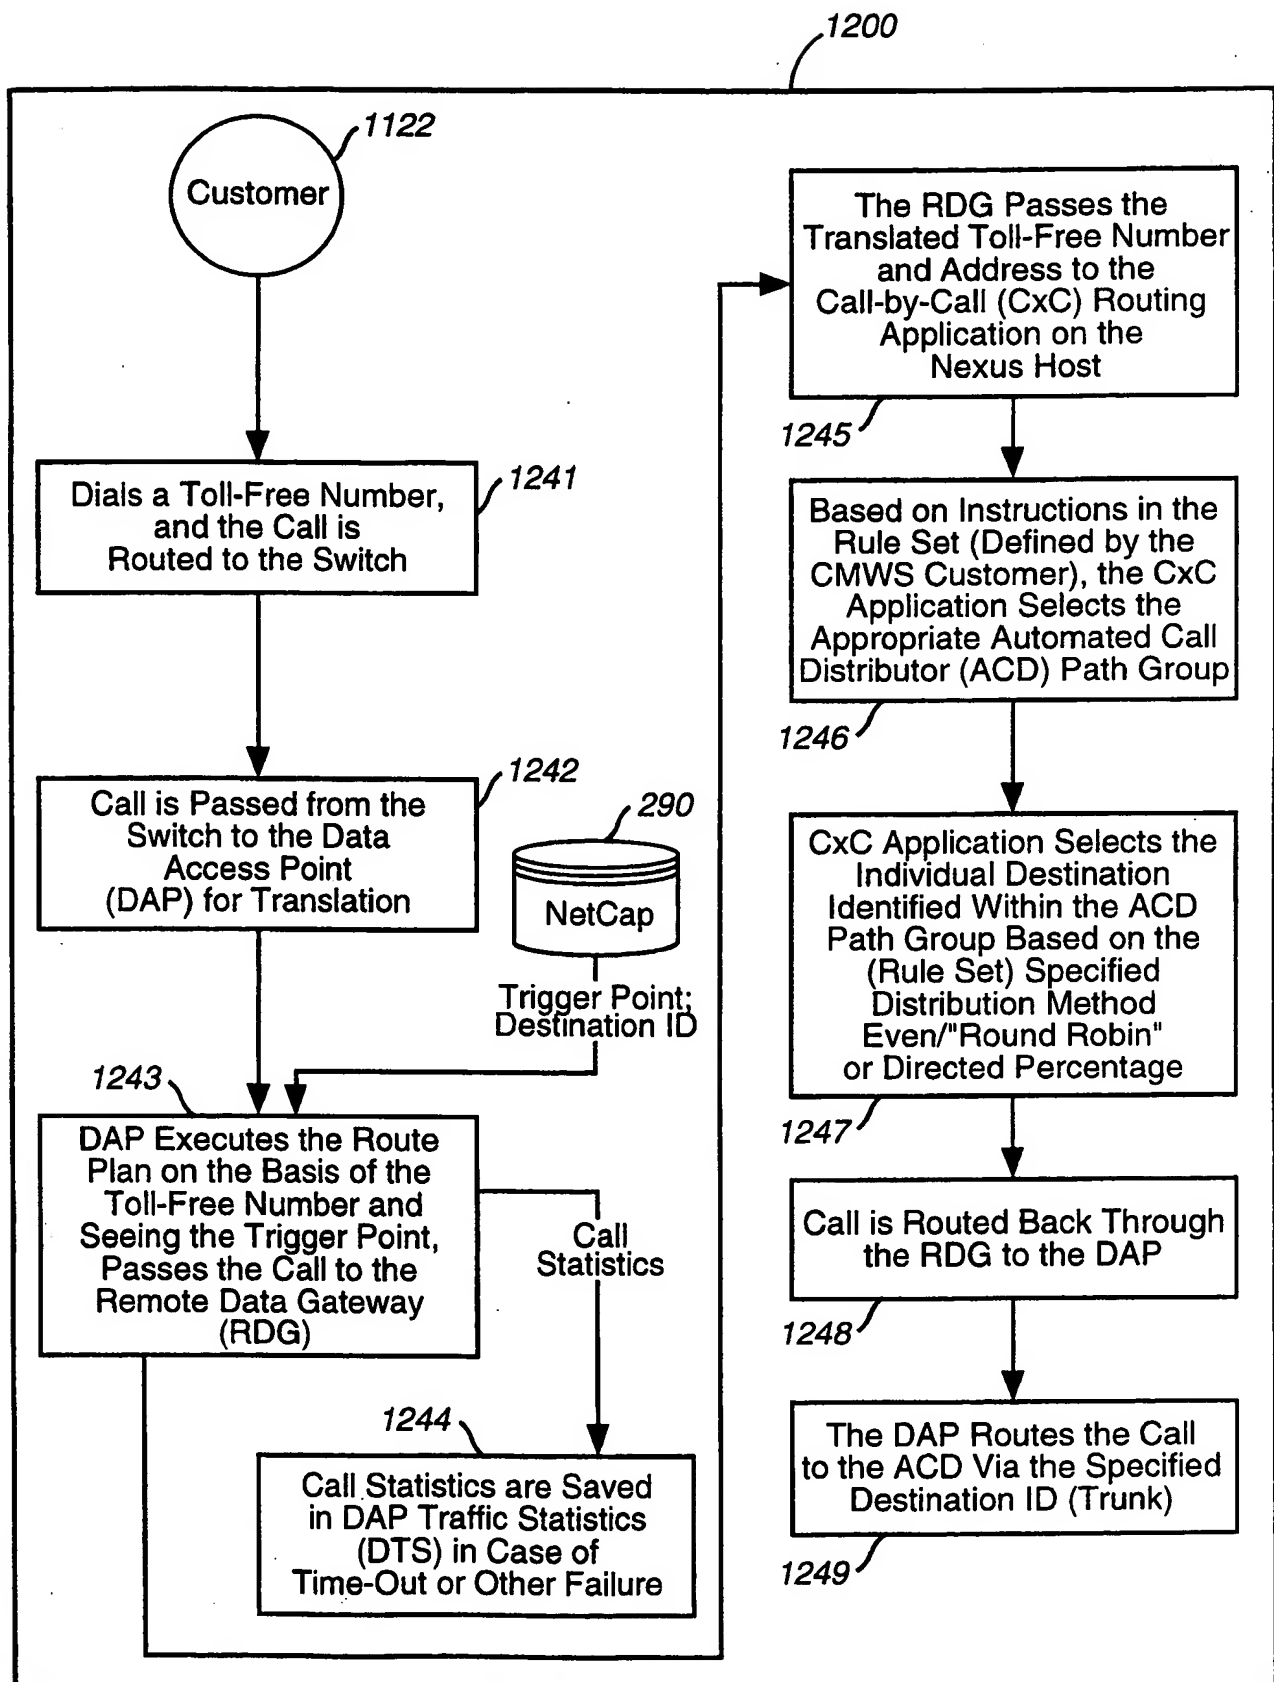 1200
1122
Customer
1241
Dials a Toll-Free Number,
and the Call is
Routed to the Switch
1242
Call is Passed from the
Switch to the Data
Access Point
(DAP) for Translation
290
NetCap
Trigger Point;
Destination ID
1243
DAP Executes the Route
Plan on the Basis of the
Toll-Free Number and
Seeing the Trigger Point,
Passes the Call to the
Remote Data Gateway
(RDG)
Call
Statistics
1244
Call Statistics are Saved
in DAP Traffic Statistics
(DTS) in Case of
Time-Out or Other Failure
The RDG Passes the
Translated Toll-Free Number
and Address to the
Call-by-Call (CxC) Routing
Application on the
Nexus Host
1245
Based on Instructions in the
Rule Set (Defined by the
CMWS Customer), the CxC
Application Selects the
Appropriate Automated Call
Distributor (ACD) Path Group
1246
CxC Application Selects the
Individual Destination
Identified Within the ACD
Path Group Based on the
(Rule Set) Specified
Distribution Method
Even/"Round Robin"
or Directed Percentage
1247
Call is Routed Back Through
the RDG to the DAP
1248
The DAP Routes the Call
to the ACD Via the Specified
Destination ID (Trunk)
1249